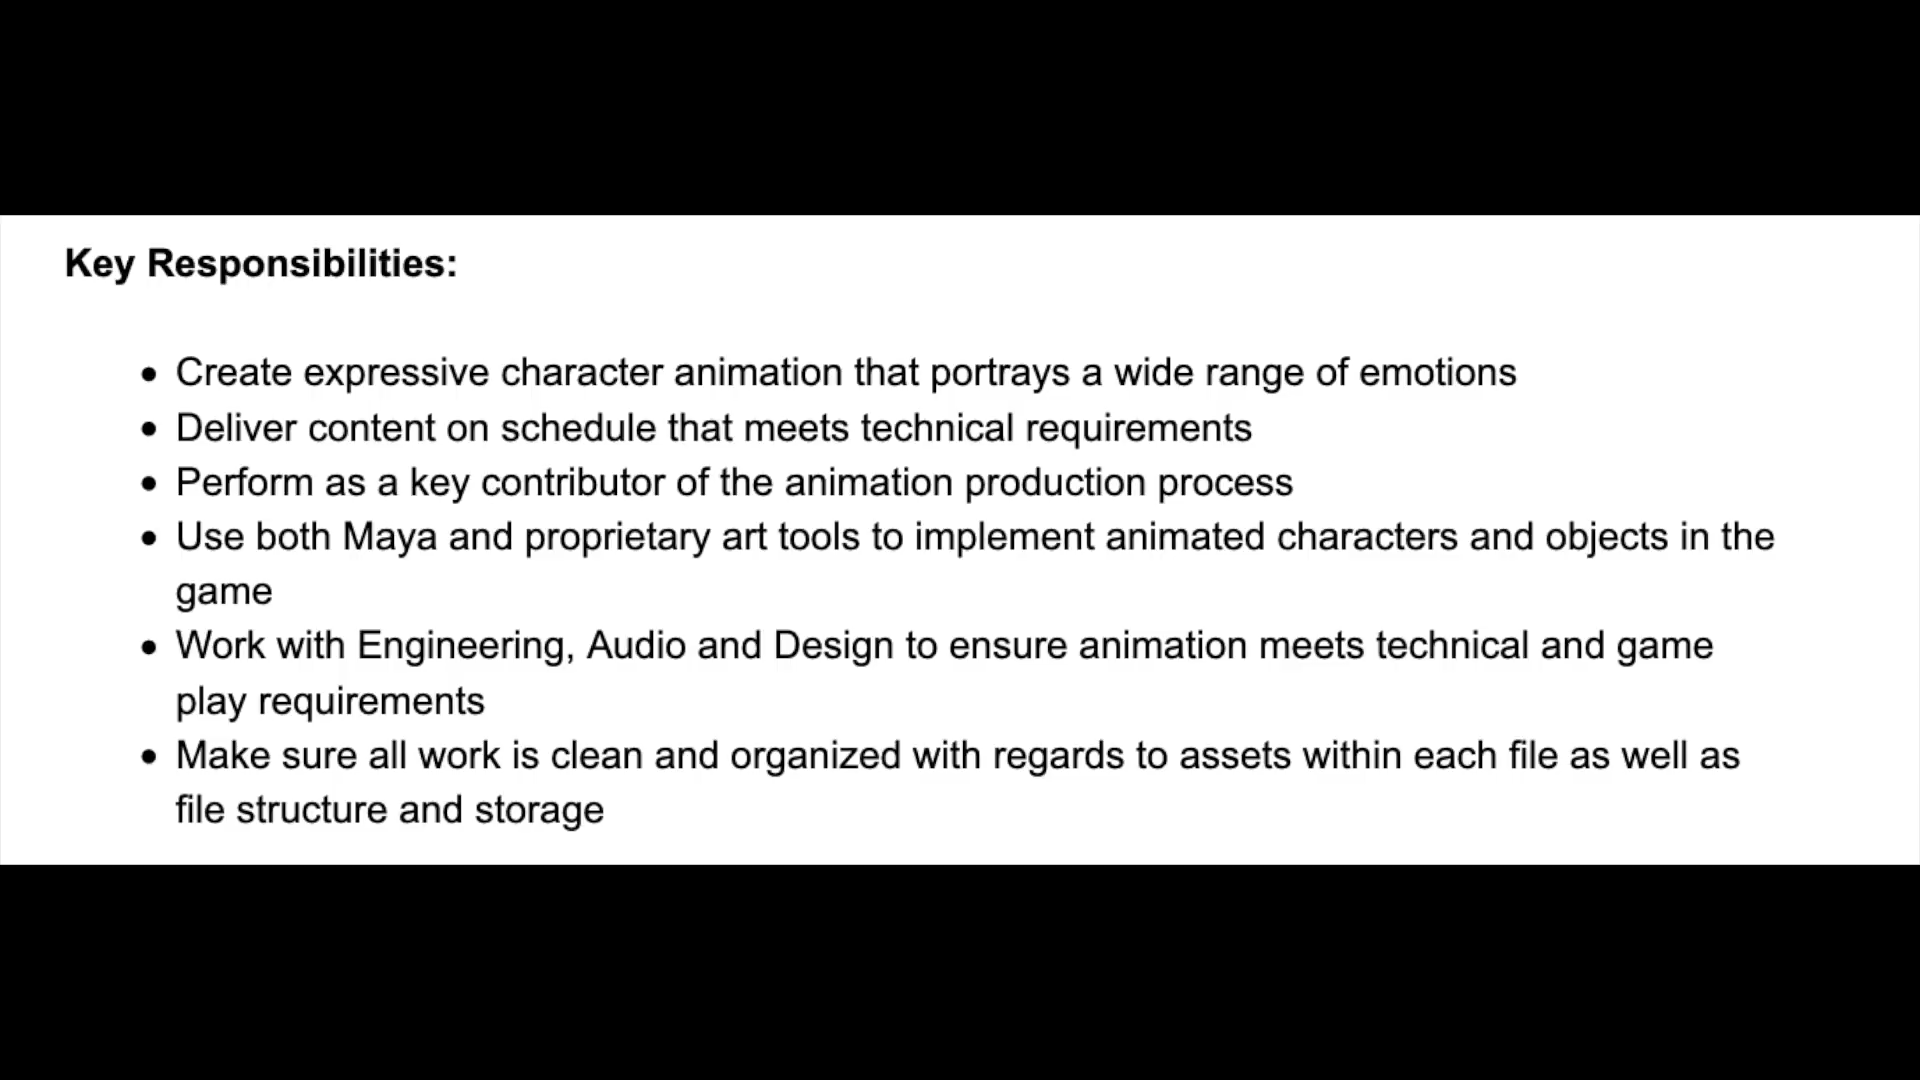 Key Responsibilities:
• Create expressive character animation that portrays a wide range of emotions
• Deliver content on schedule that meets technical requirements
• Perform as a key contributor of the animation production process
• Use both Maya and proprietary art tools to implement animated characters and objects in the
game
• Work with Engineering, Audio and Design to ensure animation meets technical and game
play requirements
• Make sure all work is clean and organized with regards to assets within each file as well as
file structure and storage